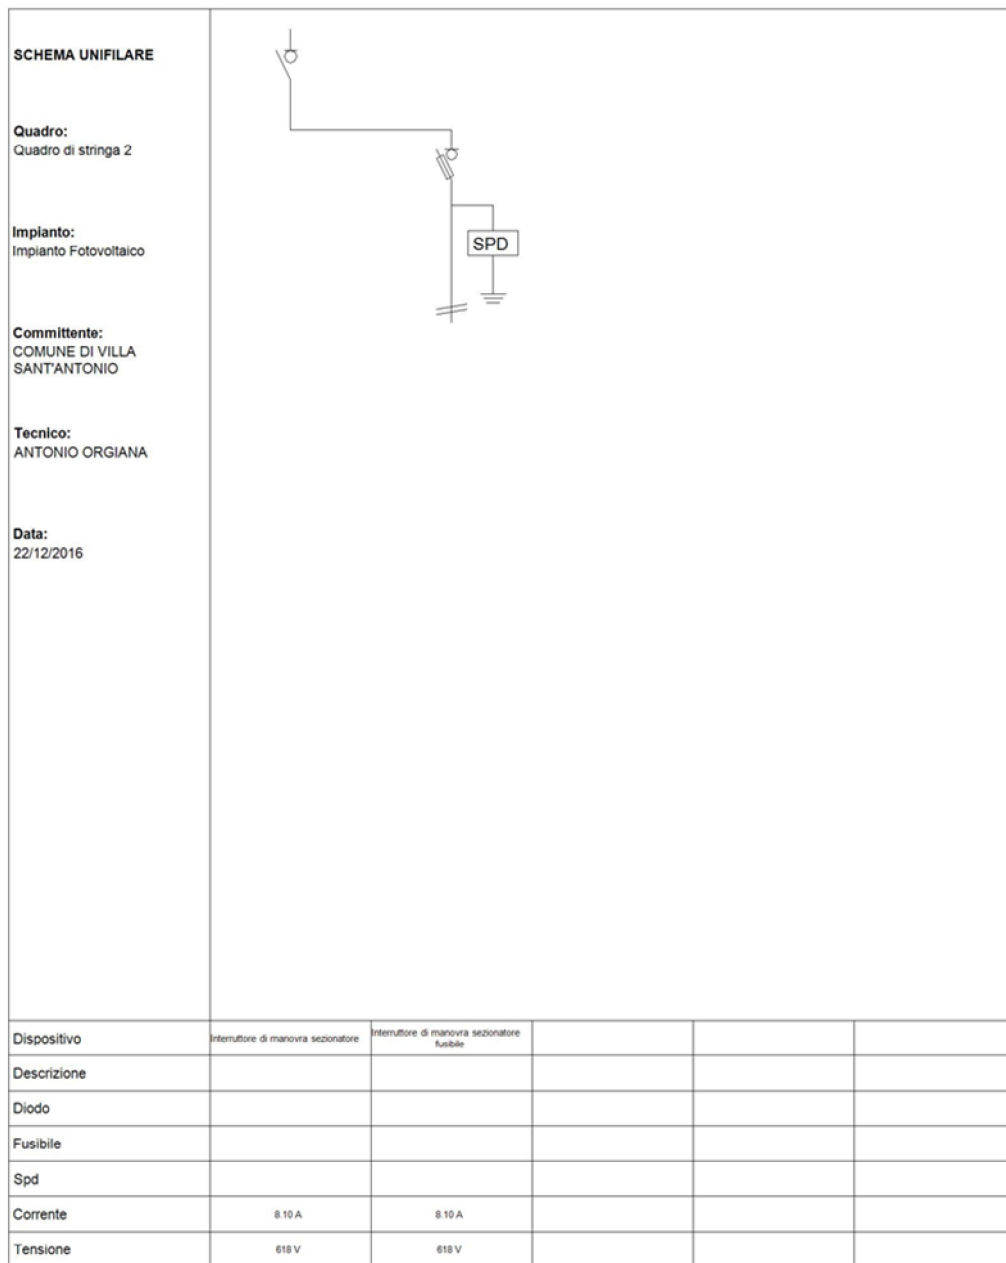 SCHEMA UNIFILARE
Quadro:
Quadro di stringa 2
Impianto:
Impianto Fotovoltaico
Committente:
COMUNE DI VILLA
SANT'ANTONIO
Tecnico:
ANTONIO ORGIANA
Data:
22/12/2016
SPD
Dispositivo
Interruttore di manovra sezionatore
Interruttore di manovra sezionatore
fusibile
Descrizione
Diodo
Fusibile
Spd
Corrente
8.10 A
8.10 A
Tensione
618 V
618 V